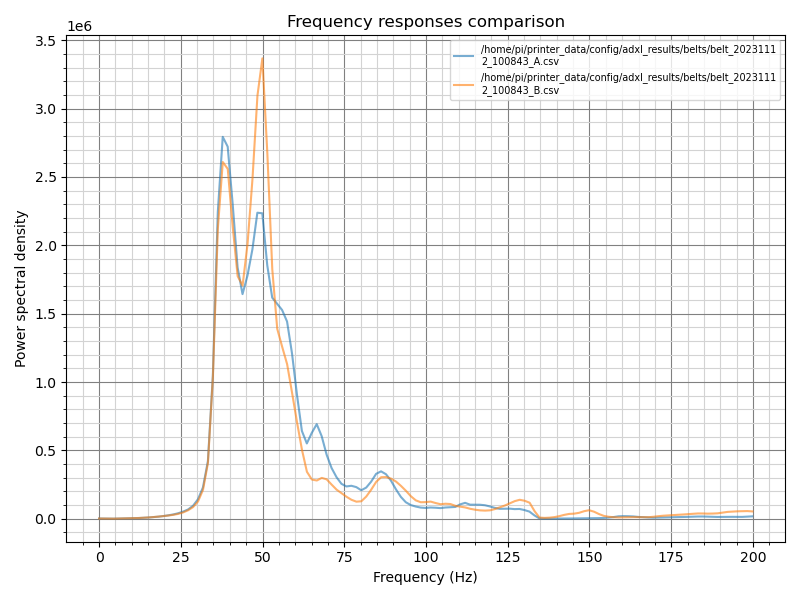 Frequency responses comparison
1e6
/home/pi/printer_data/config/adxl_results/belts/belt_2023111
2_100843_A.csv
/home/pi/printer_data/config/adxl_results/belts/belt_2023111
2_100843_B.csv
3.5
3.0
2.5
2.0
1.5
1.0
0.5
0.0
Power spectral density
0 25 50 75 100 125 150 175 200
Frequency (Hz)